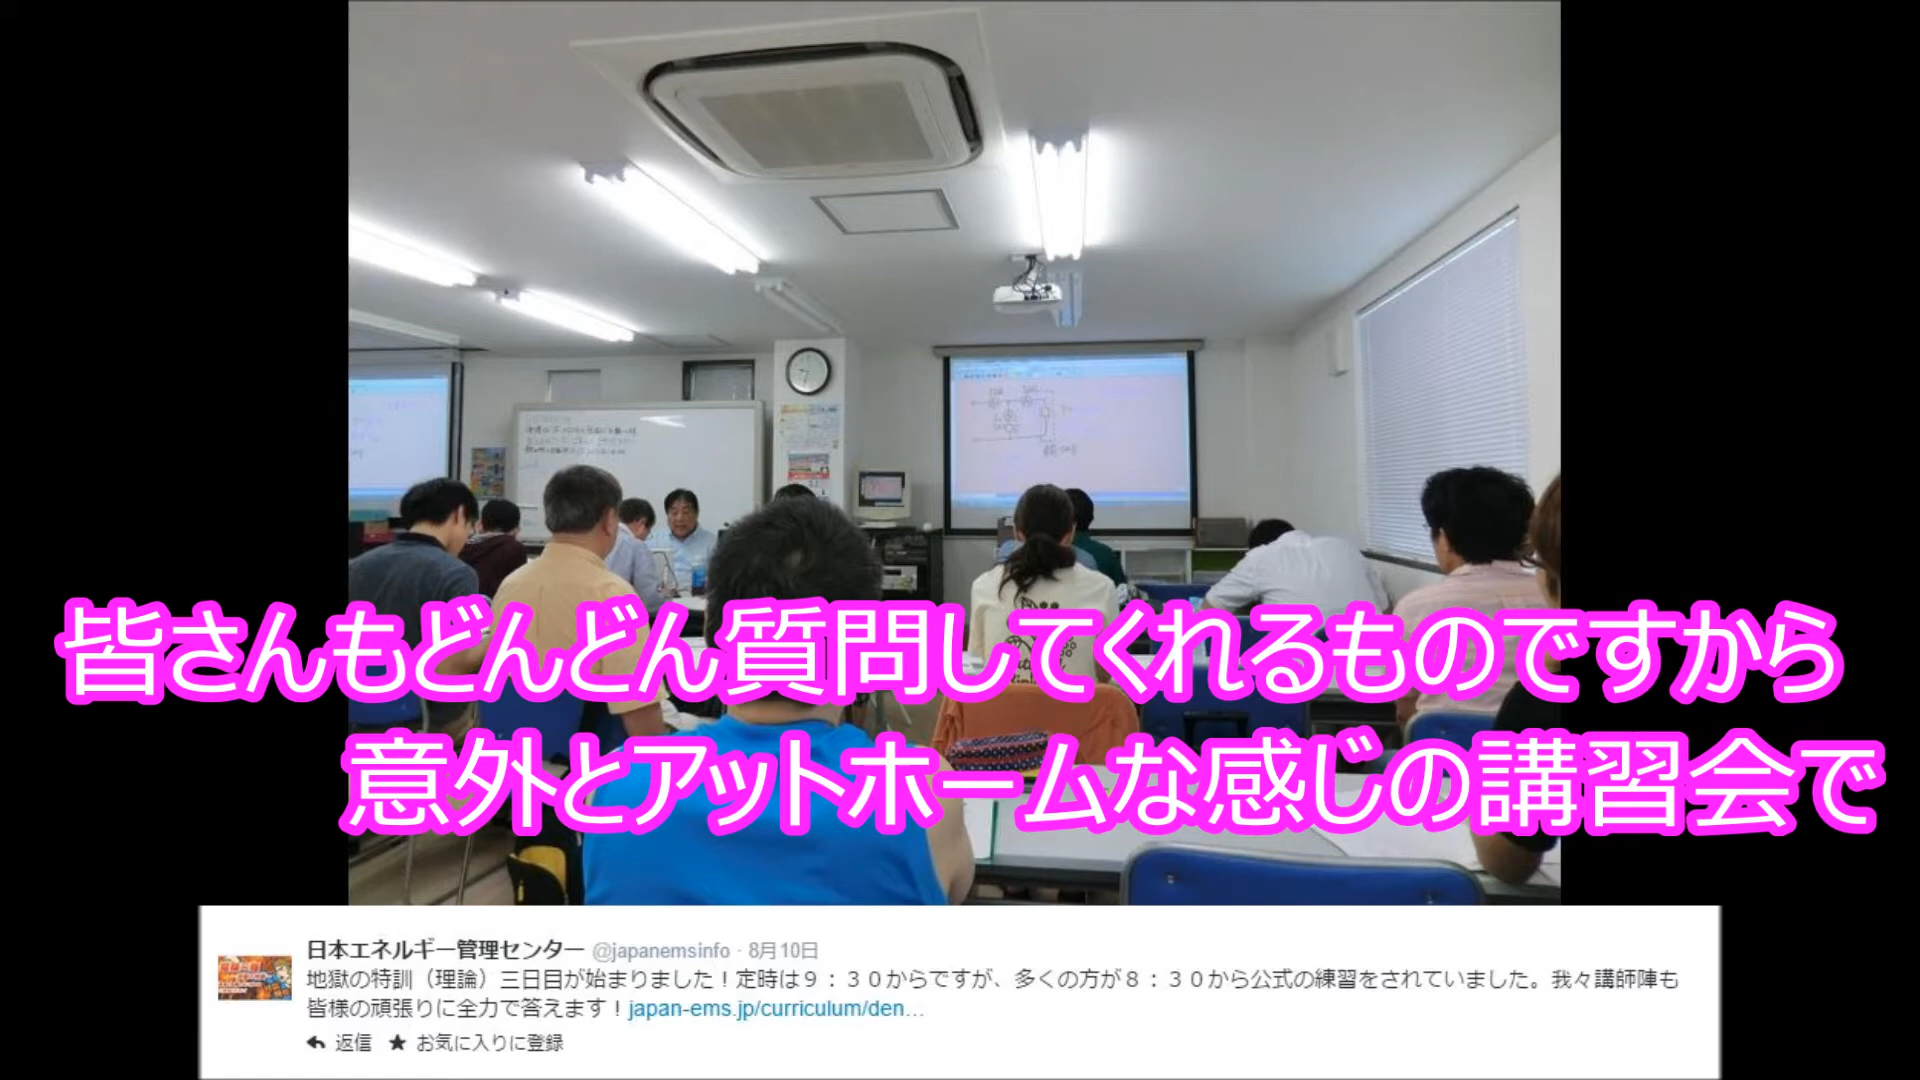 皆さんもどんどん質問してくれるものですから
意外とアットホームな感じの講習会で
日本エネルギー管理センター @japanemsinfo · 8月10日
地獄の特訓（理論）三日目が始まりました！定時は９：３０からですが、多くの方が８：３０から公式の練習をされていました。我々講師陣も
皆様の頑張りに全力で答えます！japan-ems.jp/curriculum/den…
返信 ★ お気に入りに登録